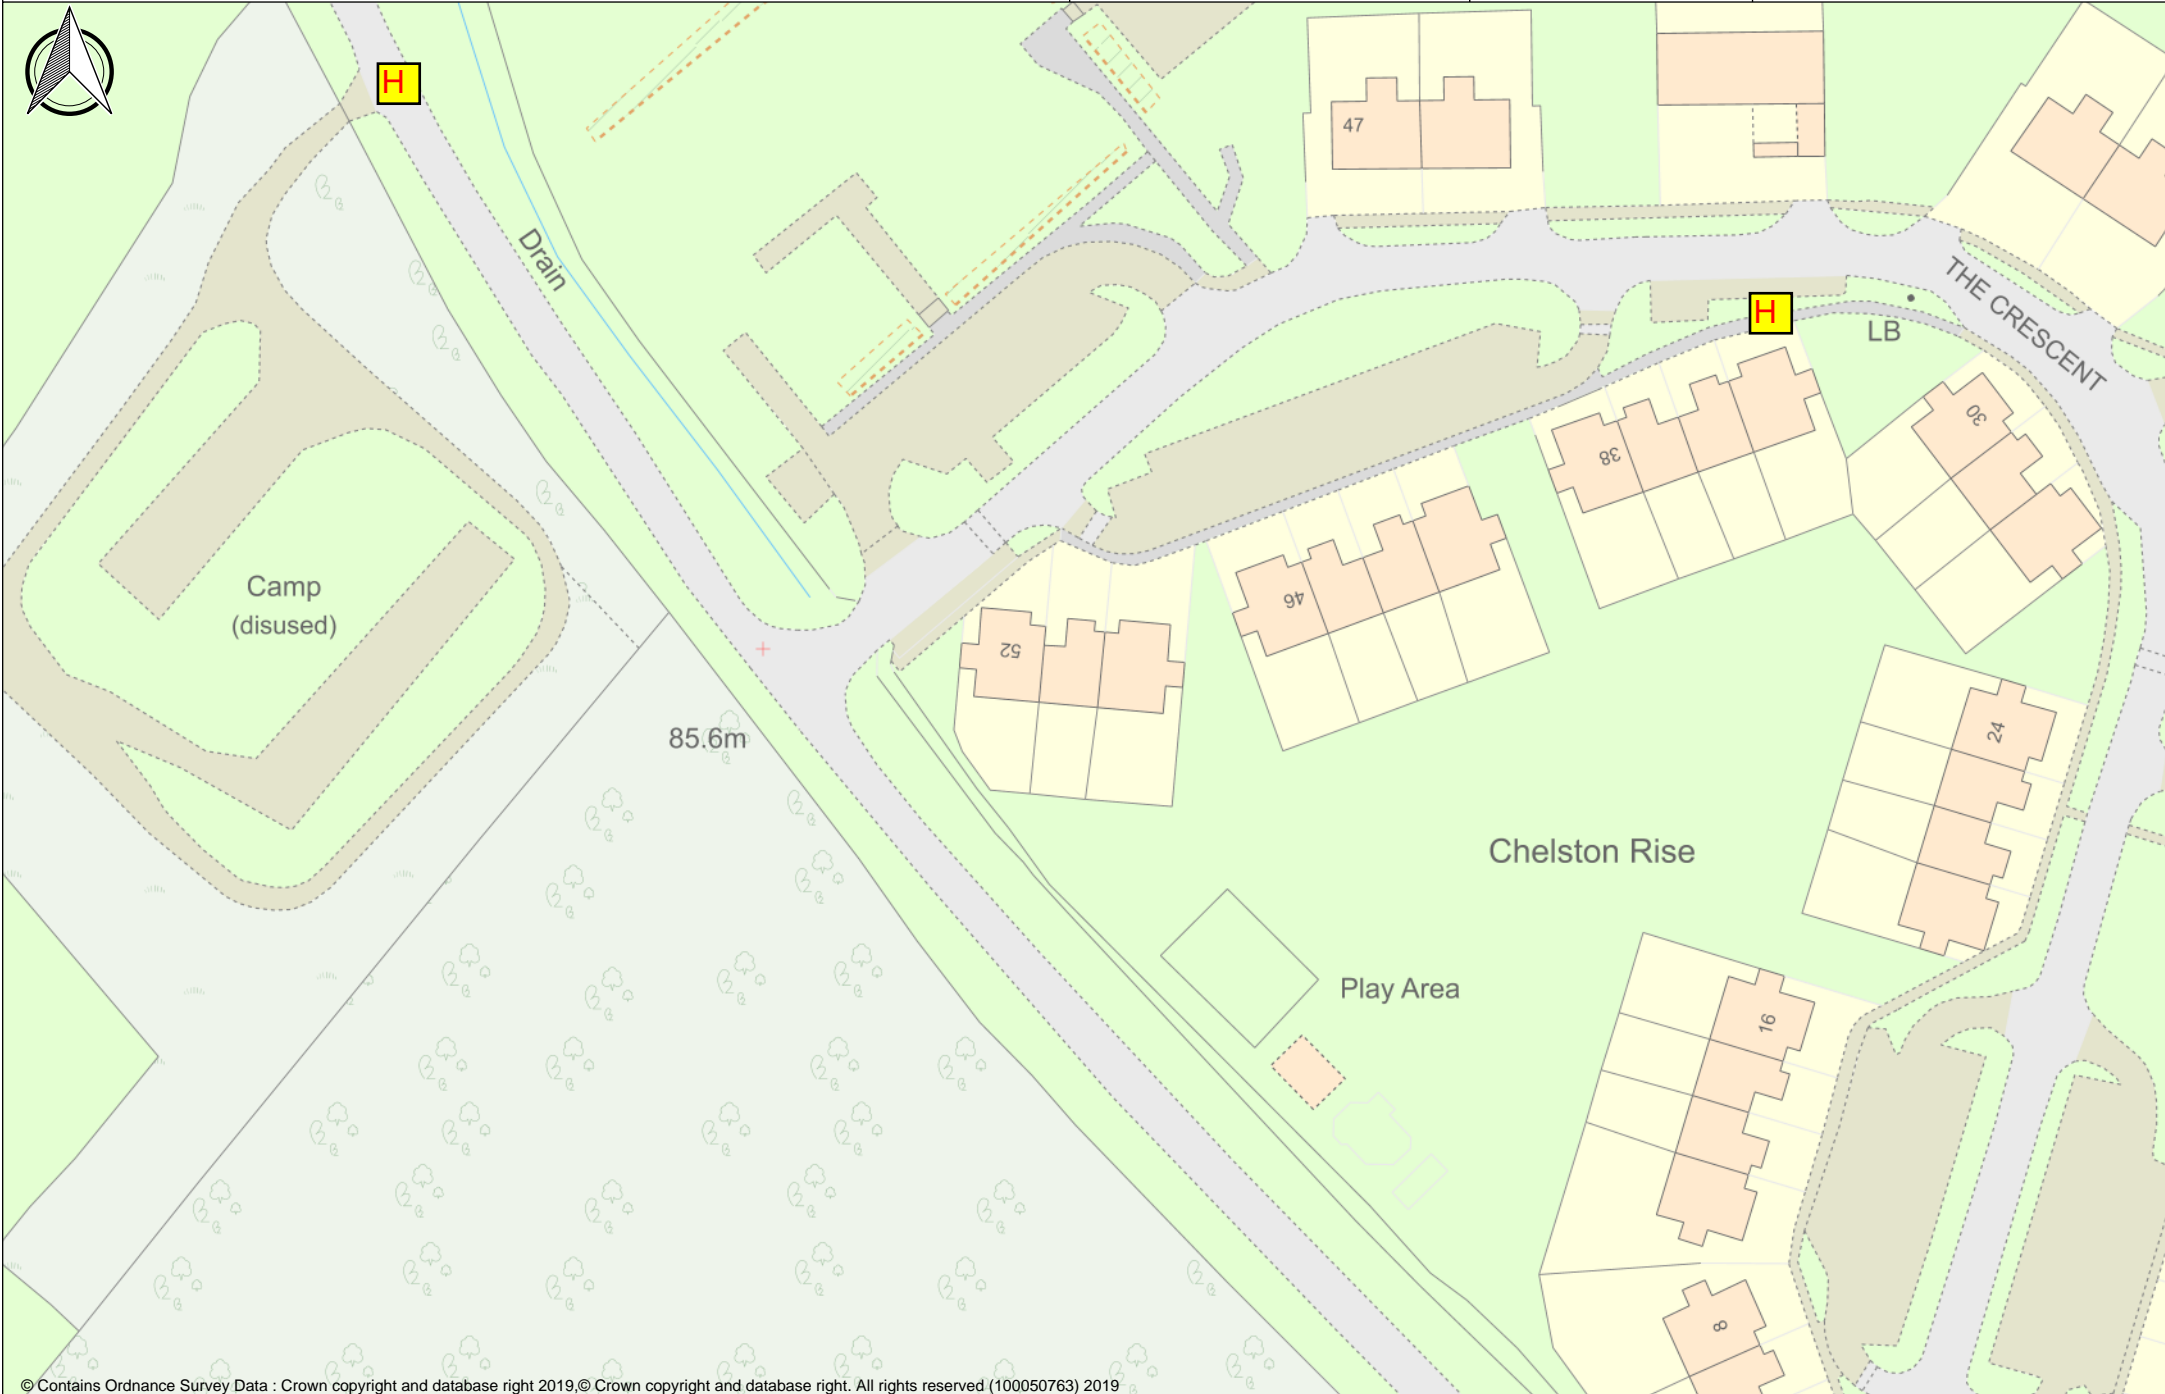 H
47
Drain
THE CRESCENT
H
LB
30
38
46
52
Camp
(disused)
85.6m
24
Chelston Rise
Play Area
16
8
© Contains Ordnance Survey Data : Crown copyright and database right 2019,© Crown copyright and database right. All rights reserved (100050763) 2019